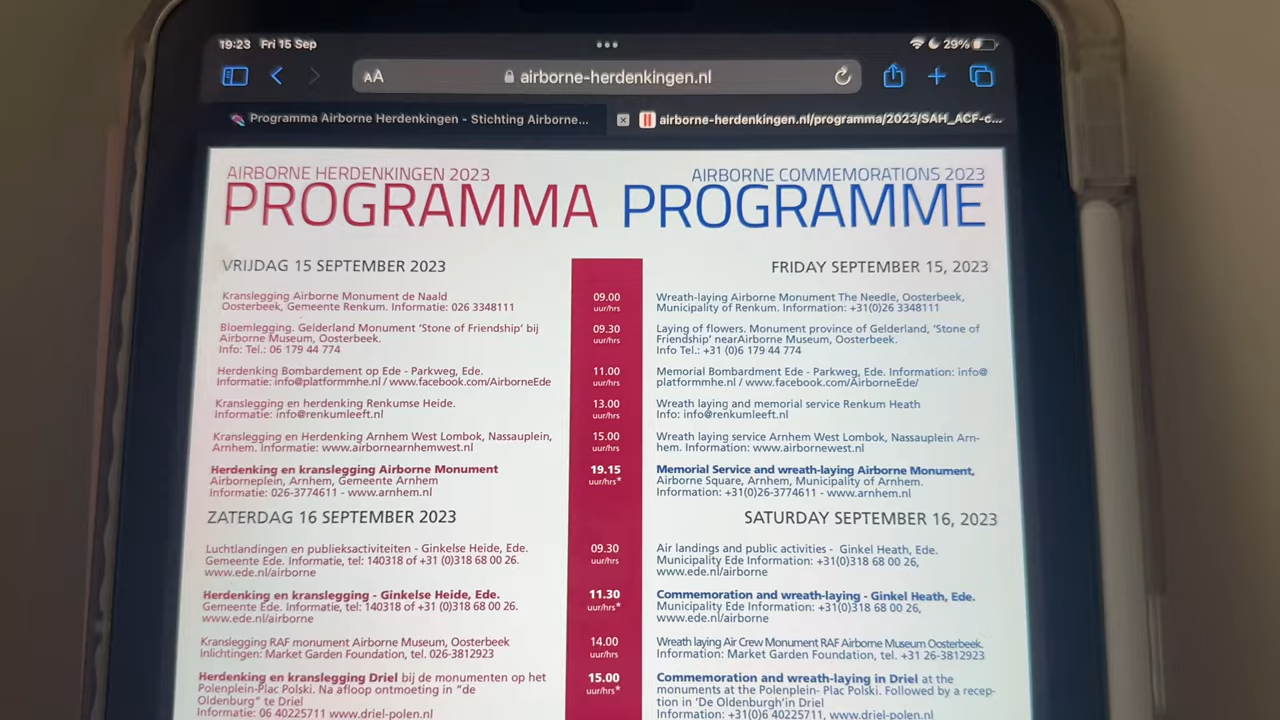 19:23 Fri 15 Sep
29%
AA airborne-herdenkingen.nl
Programma Airborne Herdenkingen - Stichting Airborne...
airborne-herdenkingen.nl/programma/2023/SAH_ACF-c...
AIRBORNE HERDENKINGEN 2023
PROGRAMMA
AIRBORNE COMMEMORATIONS 2023
PROGRAMME
VRIJDAG 15 SEPTEMBER 2023
FRIDAY SEPTEMBER 15, 2023
Kranslegging Airborne Monument de Naald
Oosterbeek, Gemeente Renkum. Informatie: 026 3348111
09.00
uur/hrs
Wreath-laying Airborne Monument The Needle, Oosterbeek,
Municipality of Renkum. Information: +31(0)26 3348111
Bloemlegging. Gelderland Monument ‘Stone of Friendship’ bij
Airborne Museum, Oosterbeek.
Info: Tel.: 06 179 44 774
09.30
uur/hrs
Laying of flowers. Monument province of Gelderland, ‘Stone of
Friendship’ nearAirborne Museum, Oosterbeek.
Info Tel.: +31 (0)6 179 44 774
Herdenking Bombardement op Ede - Parkweg, Ede.
Informatie: info@platformmhe.nl / www.facebook.com/AirborneEde
11.00
uur/hrs
Memorial Bombardment Ede - Parkweg, Ede. Information: info@
platformmhe.nl / www.facebook.com/AirborneEde/
Kranslegging en herdenking Renkumse Heide.
Informatie: info@renkumleeft.nl
13.00
uur/hrs
Wreath laying and memorial service Renkum Heath
Info: info@renkumleeft.nl
Kranslegging en Herdenking Arnhem West Lombok, Nassauplein,
Arnhem. Informatie: www.airbornearnhemwest.nl
15.00
uur/hrs
Wreath laying service Arnhem West Lombok, Nassauplein Arn-
hem. Information: www.airbornewest.nl
Herdenking en kranslegging Airborne Monument
Airborneplein, Arnhem, Gemeente Arnhem
Informatie: 026-3774611 - www.arnhem.nl
19.15
uur/hrs*
Memorial Service and wreath-laying Airborne Monument,
Airborne Square, Arnhem, Municipality of Arnhem.
Information: +31(0)26-3774611 - www.arnhem.nl
ZATERDAG 16 SEPTEMBER 2023
SATURDAY SEPTEMBER 16, 2023
Luchtlandingen en publieksactiviteiten - Ginkelse Heide, Ede.
Gemeente Ede. Informatie, tel: 140318 of +31 (0)318 68 00 26.
www.ede.nl/airborne
09.30
uur/hrs
Air landings and public activities - Ginkel Heath, Ede.
Municipality Ede Information: +31(0)318 68 00 26,
www.ede.nl/airborne
Herdenking en kranslegging - Ginkelse Heide, Ede.
Gemeente Ede. Informatie, tel: 140318 of +31 (0)318 68 00 26.
www.ede.nl/airborne
11.30
uur/hrs*
Commemoration and wreath-laying - Ginkel Heath, Ede.
Municipality Ede Information: +31(0)318 68 00 26,
www.ede.nl/airborne
Kranslegging RAF monument Airborne Museum, Oosterbeek
Inlichtingen: Market Garden Foundation, tel. 026-3812923
14.00
uur/hrs
Wreath laying Air Crew Monument RAF Airborne Museum Oosterbeek.
Information: Market Garden Foundation, tel. +31 26-3812923
Herdenking en kranslegging Driel bij de monumenten op het
Polenplein-Plac Polski. Na afloop ontmoeting in “de
Oldenburg” te Driel
Informatie: 06 40225711 www.driel-polen.nl
15.00
uur/hrs*
Commemoration and wreath-laying in Driel at the
monuments at the Polenplein- Plac Polski. Followed by a recep-
tion in ‘De Oldenburgh’in Driel
Information: +31(0)6 40225711, www.driel-polen.nl